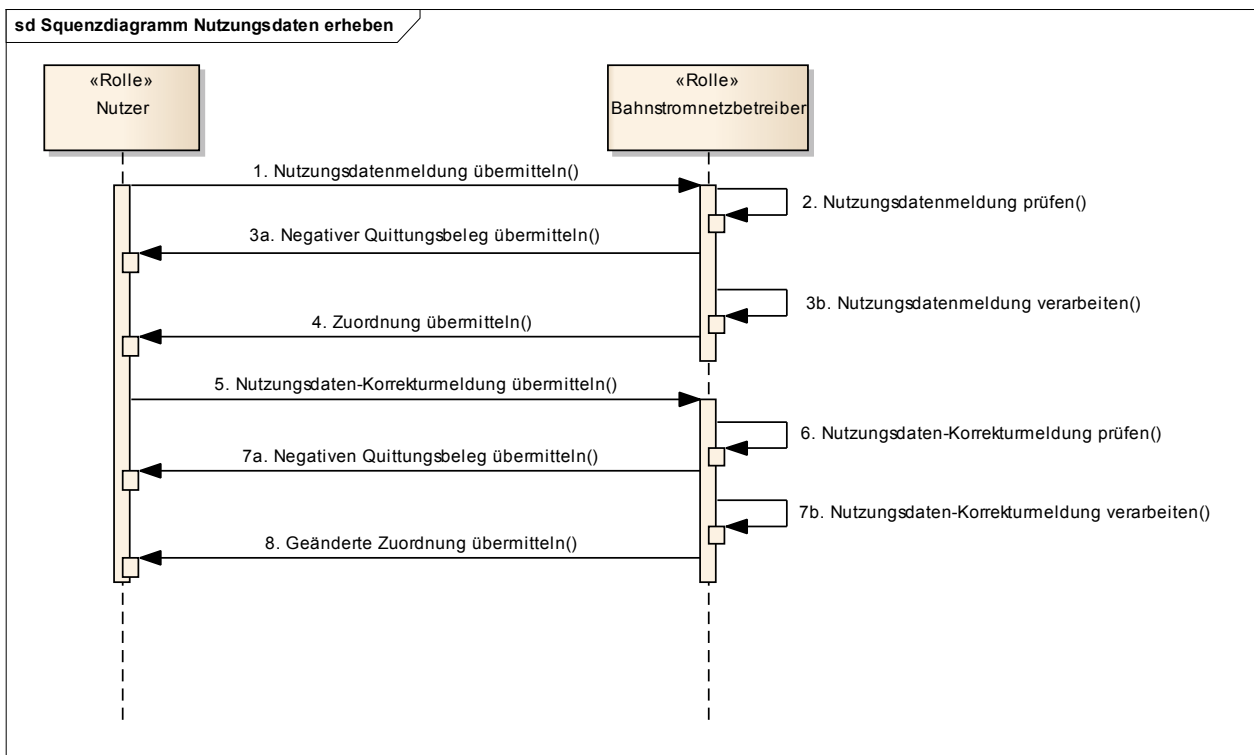 sd Squenzdiagramm Nutzungsdaten erheben
«Rolle»
Nutzer
«Rolle»
Bahnstromnetzbetreiber
1. Nutzungsdatenmeldung übermitteln()
2. Nutzungsdatenmeldung prüfen()
3a. Negativer Quittungsbeleg übermitteln()
3b. Nutzungsdatenmeldung verarbeiten()
4. Zuordnung übermitteln()
5. Nutzungsdaten-Korrekturmeldung übermitteln()
6. Nutzungsdaten-Korrekturmeldung prüfen()
7a. Negativen Quittungsbeleg übermitteln()
7b. Nutzungsdaten-Korrekturmeldung verarbeiten()
8. Geänderte Zuordnung übermitteln()